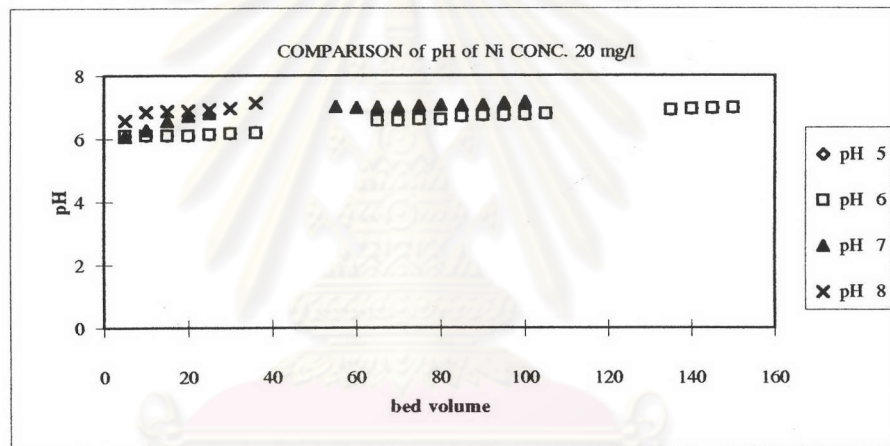 COMPARISON of pH of Ni CONC. 20 mg/l
8
6
4
2
0
pH
0 20 40 60 80 100 120 140 160
bed volume
pH 5
pH 6
pH 7
pH 8